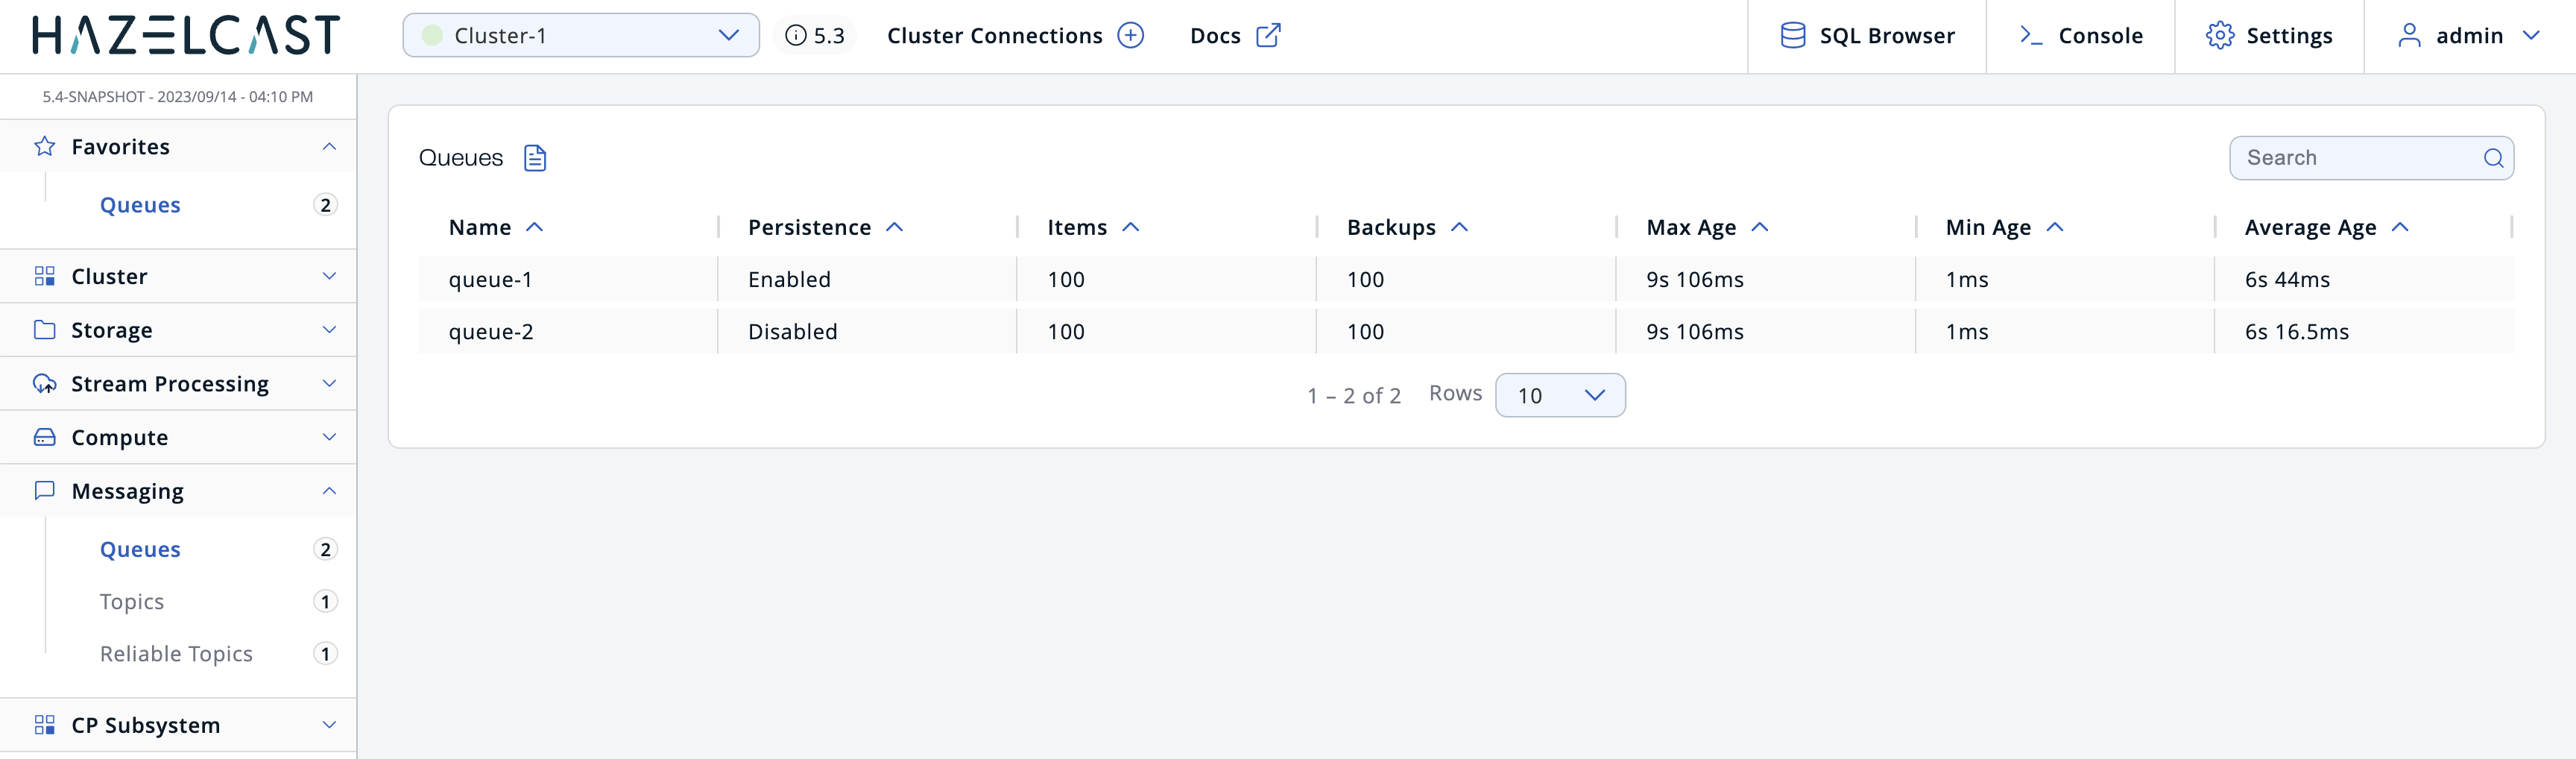 HAZELCAST
Cluster-1
5.3
Cluster Connections
Docs
SQL Browser
Console
Settings
admin
5.4-SNAPSHOT - 2023/09/14 - 04:10 PM
Favorites
Queues 2
Cluster
Storage
Stream Processing
Compute
Messaging
Queues 2
Topics 1
Reliable Topics 1
CP Subsystem
Queues
Search
Name Persistence Items Backups Max Age Min Age Average Age
queue-1 Enabled 100 100 9s 106ms 1ms 6s 44ms
queue-2 Disabled 100 100 9s 106ms 1ms 6s 16.5ms
1 – 2 of 2 Rows 10